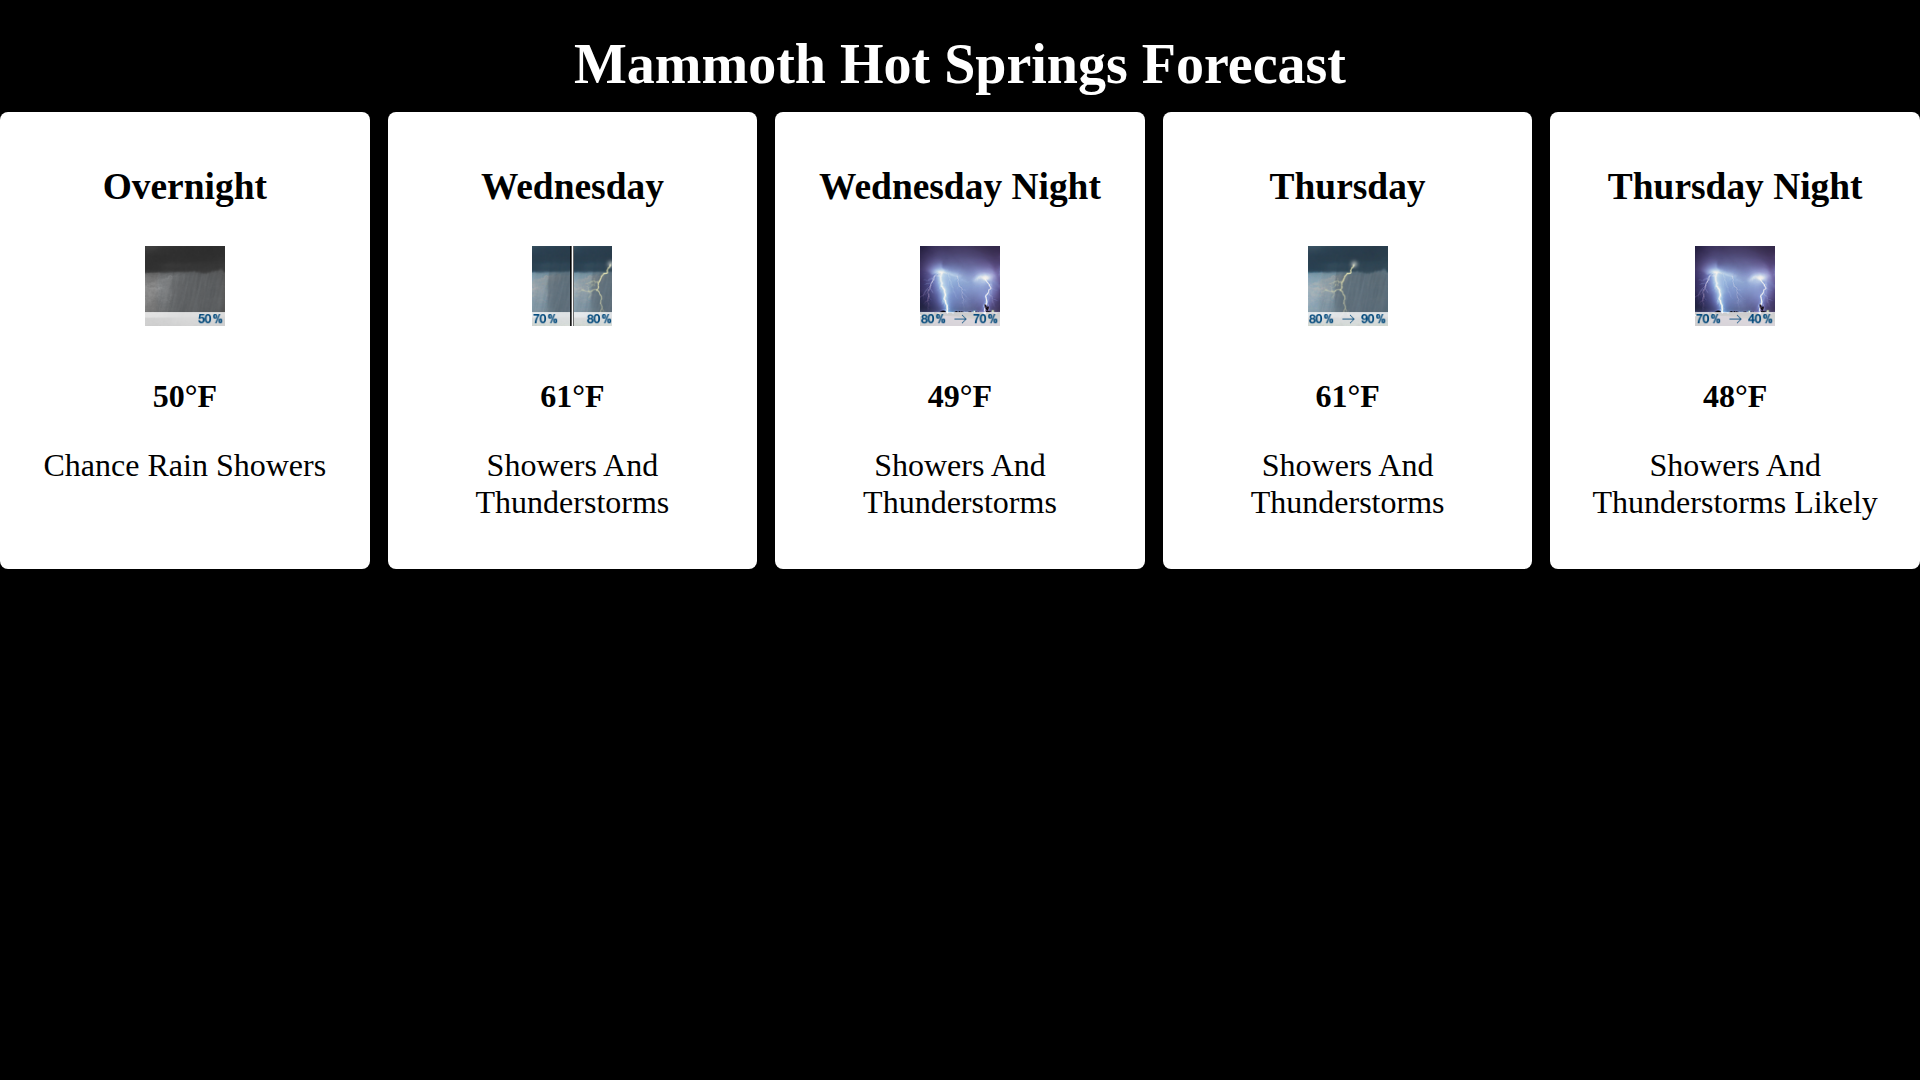 Mammoth Hot Springs Forecast
Overnight
50%
50°F
Chance Rain Showers
Wednesday
70% 80%
61°F
Showers And
Thunderstorms
Wednesday Night
80% → 70%
49°F
Showers And
Thunderstorms
Thursday
80% → 90%
61°F
Showers And
Thunderstorms
Thursday Night
70% → 40%
48°F
Showers And
Thunderstorms Likely